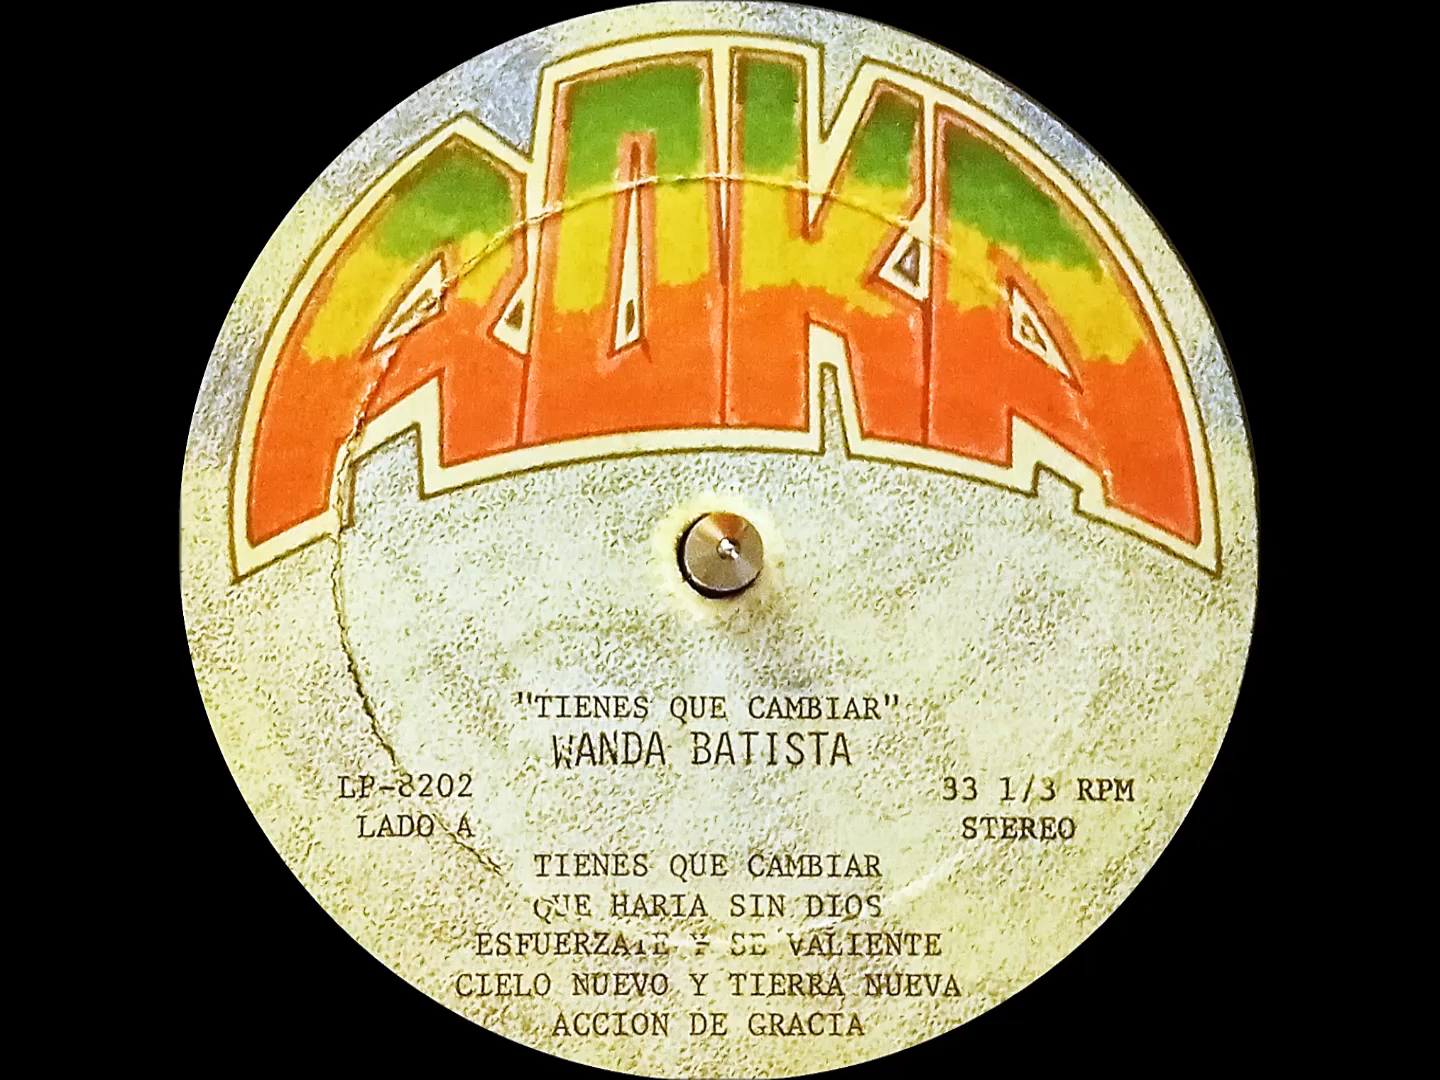 ROKA
"TIENES QUE CAMBIAR"
WANDA BATISTA
LP-8202
33 1/3 RPM
LADO A
STEREO
TIENES QUE CAMBIAR
QUE HARIA SIN DIOS
ESFUERZATE Y SE VALIENTE
CIELO NUEVO Y TIERRA NUEVA
ACCION DE GRACIA